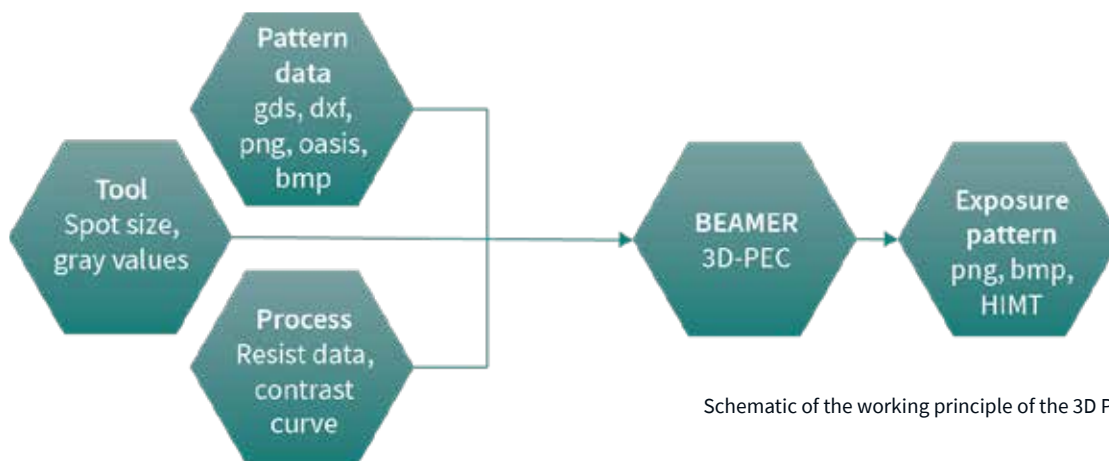 Pattern
data
gds, dxf,
png, oasis,
bmp
Tool
Spot size,
gray values
Process
Resist data,
contrast
curve
BEAMER
3D-PEC
Exposure
pattern
png, bmp,
HIMT
Schematic of the working principle of the 3D P